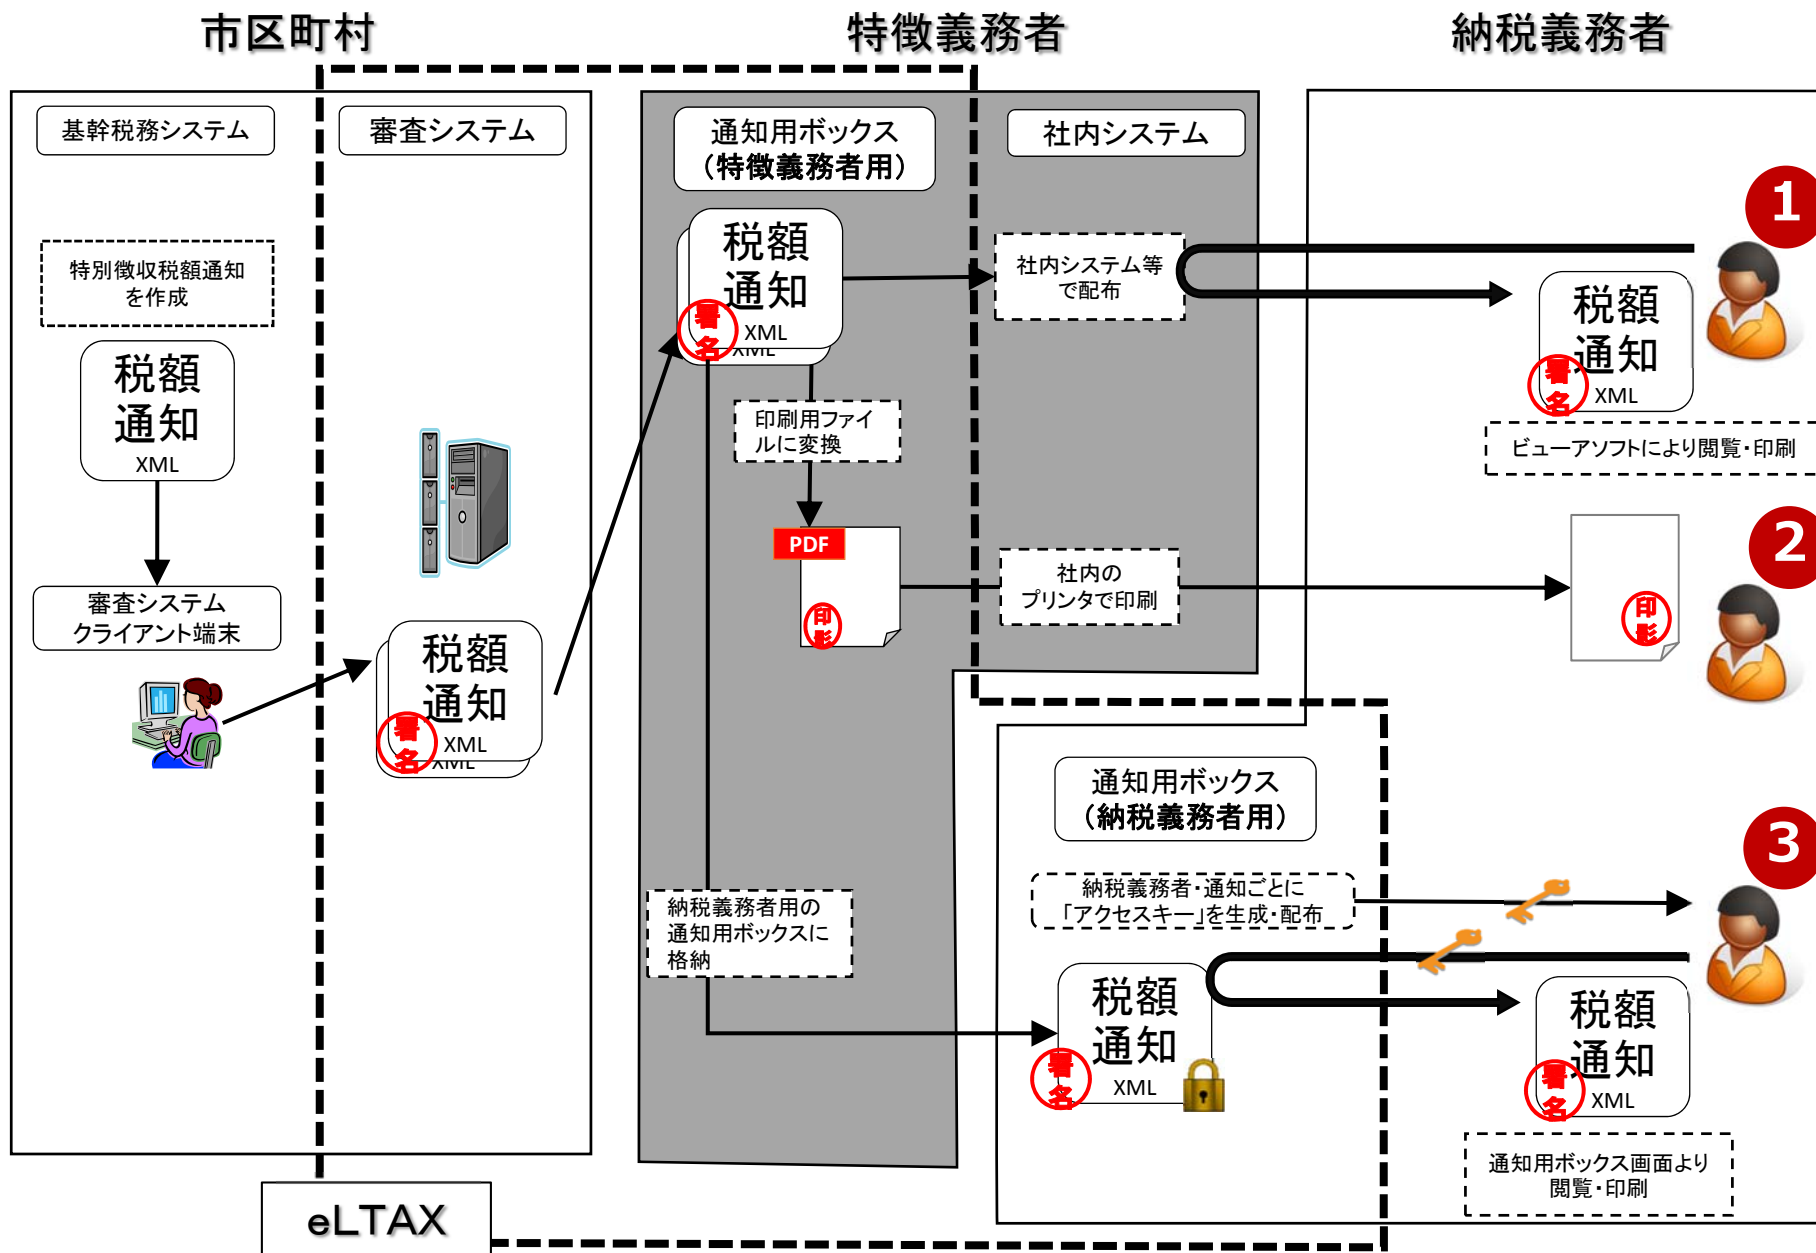 市区町村
特徴義務者
納税義務者
基幹税務システム
審査システム
通知用ボックス
（特徴義務者用）
社内システム
特別徴収税額通知
を作成
税額
通知
XML
審査システム
クライアント端末
税額
通知
署
名
XML
XML
税額
通知
署
名
XML
XML
社内システム等
で配布
印刷用ファイ
ルに変換
PDF
印
影
社内の
プリンタで印刷
納税義務者用の
通知用ボックスに
格納
1
税額
通知
署
名
XML
ビューアソフトにより閲覧・印刷
2
印
影
通知用ボックス
（納税義務者用）
3
納税義務者・通知ごとに
「アクセスキー」を生成・配布
税額
通知
署
名
XML
税額
通知
署
名
XML
通知用ボックス画面より
閲覧・印刷
eLTAX